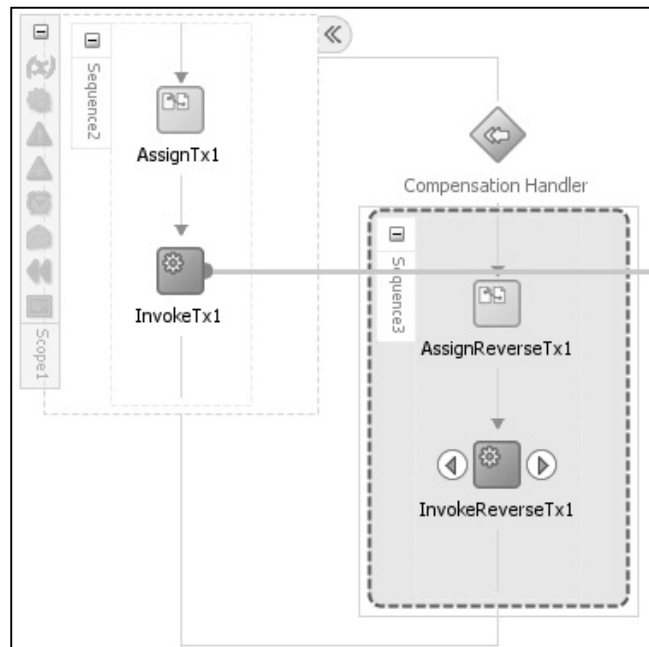 Sequence2
AssignTx1
InvokeTx1
Scope1
Compensation Handler
Sequence3
AssignReverseTx1
InvokeReverseTx1